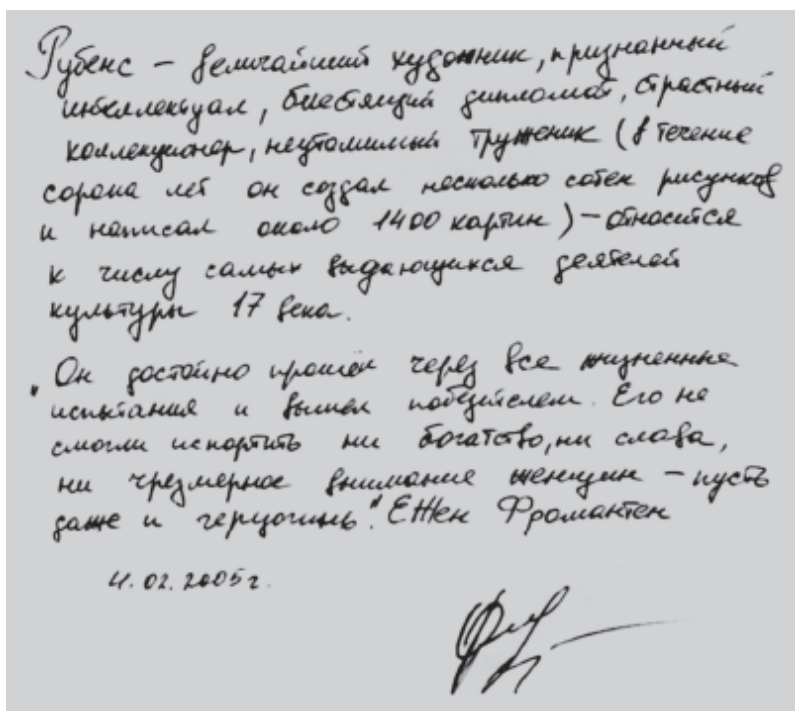 Рубенс – величайший художник, признанный
интеллектуал, блестящий дипломат, страстный
коллекционер, неутомимый труженик (в течение
сорока лет он создал несколько сотен рисунков
и написал около 1400 картин) – относится
к числу самых выдающихся деятелей
культуры 17 века.
"Он достойно прошёл через все жизненные
испытания и вышел победителем. Его не
смогли испортить ни богатство, ни слава,
ни чрезмерное внимание женщин – пусть
даже и герцогинь". Ежен Фромантен
4.02.2005 г.